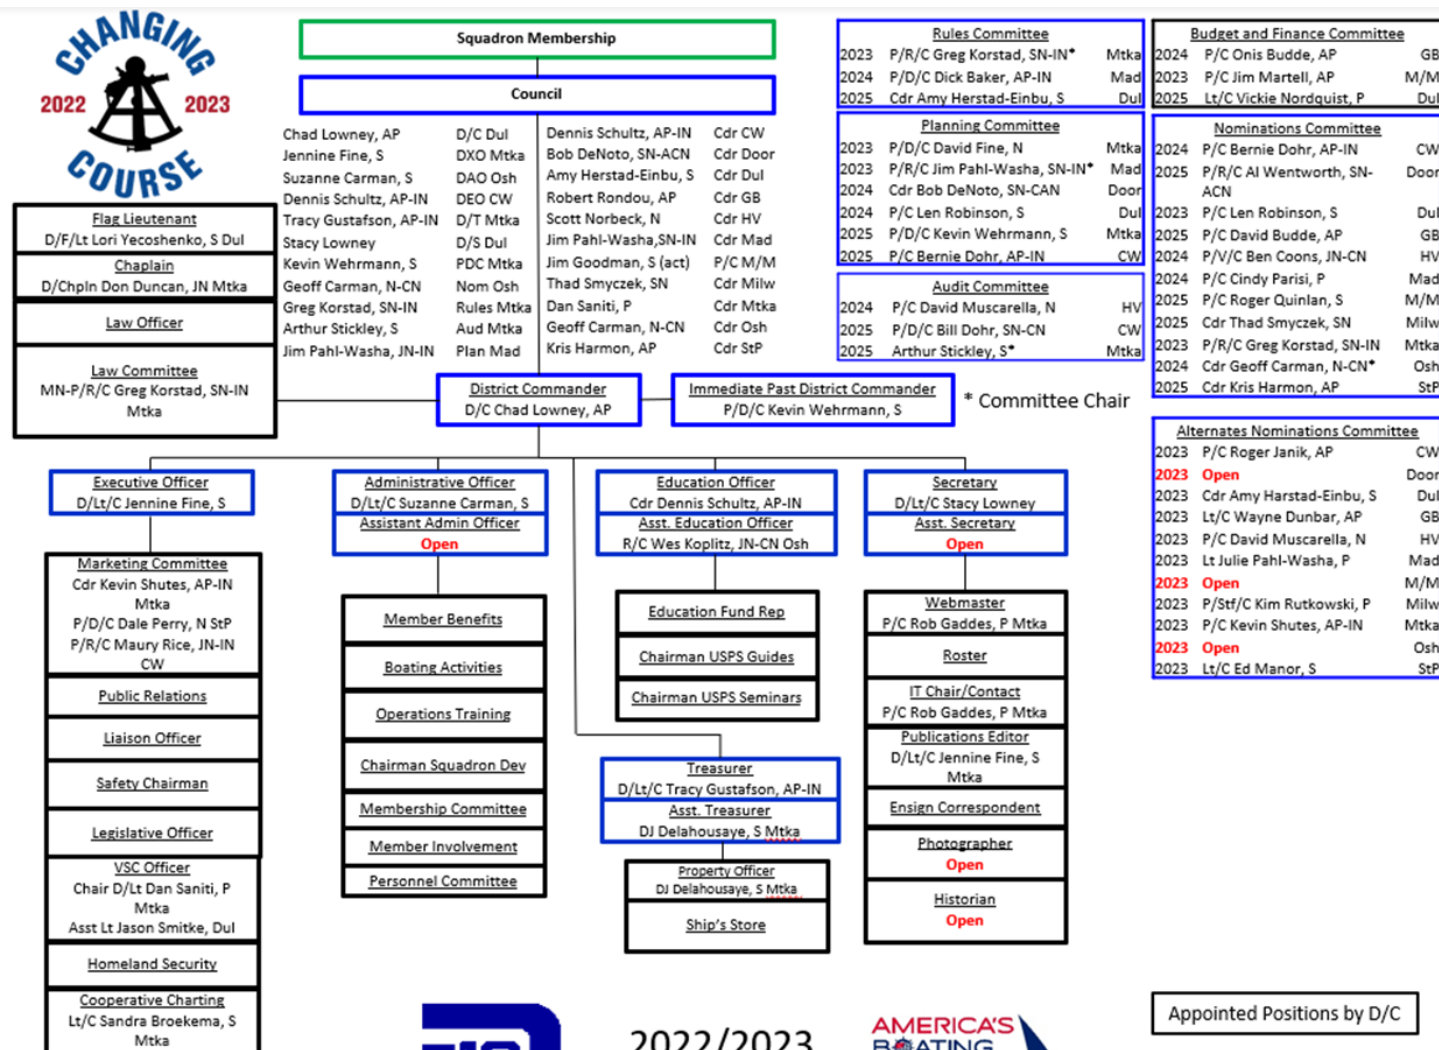 CHANGING
2022 2023
COURSE
Squadron Membership
Council
Chad Lowney, AP D/C Dul
Jennine Fine, S DXO Mtka
Suzanne Carman, S DAO Osh
Dennis Schultz, AP-IN DEO CW
Tracy Gustafson, AP-IN D/T Mtka
Stacy Lowney D/S Dul
Kevin Wehrmann, S PDC Mtka
Geoff Carman, N-CN Nom Osh
Greg Korstad, SN-IN Rules Mtka
Arthur Stickley, S Aud Mtka
Jim Pahl-Washa, JN-IN Plan Mad
Dennis Schultz, AP-IN Cdr CW
Bob DeNoto, SN-ACN Cdr Door
Amy Herstad-Einbu, S Cdr Dul
Robert Rondou, AP Cdr GB
Scott Norbeck, N Cdr HV
Jim Pahl-Washa,SN-IN Cdr Mad
Jim Goodman, S (act) P/C M/M
Thad Smyczek, SN Cdr Milw
Dan Saniti, P Cdr Mtka
Geoff Carman, N-CN Cdr Osh
Kris Harmon, AP Cdr StP
Rules Committee
2023 P/R/C Greg Korstad, SN-IN* Mtka
2024 P/D/C Dick Baker, AP-IN Mad
2025 Cdr Amy Herstad-Einbu, S Dul
Planning Committee
2023 P/D/C David Fine, N Mtka
2023 P/R/C Jim Pahl-Washa, SN-IN* Mad
2024 Cdr Bob DeNoto, SN-CAN Door
2024 P/C Len Robinson, S Dul
2025 P/D/C Kevin Wehrmann, S Mtka
2025 P/C Bernie Dohr, AP-IN CW
Audit Committee
2024 P/C David Muscarella, N HV
2025 P/D/C Bill Dohr, SN-CN CW
2025 Arthur Stickley, S* Mtka
Budget and Finance Committee
2024 P/C Onis Budde, AP GB
2023 P/C Jim Martell, AP M/M
2025 Lt/C Vickie Nordquist, P Dul
Nominations Committee
2024 P/C Bernie Dohr, AP-IN CW
2025 P/R/C Al Wentworth, SN- Door
ACN
2023 P/C Len Robinson, S Dul
2025 P/C David Budde, AP GB
2024 P/V/C Ben Coons, JN-CN HV
2024 P/C Cindy Parisi, P Mad
2025 P/C Roger Quinlan, S M/M
2025 Cdr Thad Smyczek, SN Milw
2023 P/R/C Greg Korstad, SN-IN Mtka
2024 Cdr Geoff Carman, N-CN* Osh
2025 Cdr Kris Harmon, AP StP
Alternates Nominations Committee
2023 P/C Roger Janik, AP CW
2023 Open Door
2023 Cdr Amy Harstad-Einbu, S Dul
2023 Lt/C Wayne Dunbar, AP GB
2023 P/C David Muscarella, N HV
2023 Lt Julie Pahl-Washa, P Mad
2023 Open M/M
2023 P/Stf/C Kim Rutkowski, P Milw
2023 P/C Kevin Shutes, AP-IN Mtka
2023 Open Osh
2023 Lt/C Ed Manor, S StP
Flag Lieutenant
D/F/Lt Lori Yecoshenko, S Dul
Chaplain
D/Chpln Don Duncan, JN Mtka
Law Officer
Law Committee
MN-P/R/C Greg Korstad, SN-IN
Mtka
District Commander
D/C Chad Lowney, AP
Immediate Past District Commander
P/D/C Kevin Wehrmann, S
* Committee Chair
Executive Officer
D/Lt/C Jennine Fine, S
Marketing Committee
Cdr Kevin Shutes, AP-IN
Mtka
P/D/C Dale Perry, N StP
P/R/C Maury Rice, JN-IN
CW
Public Relations
Liaison Officer
Safety Chairman
Legislative Officer
VSC Officer
Chair D/Lt Dan Saniti, P
Mtka
Asst Lt Jason Smitke, Dul
Homeland Security
Cooperative Charting
Lt/C Sandra Broekema, S
Mtka
Administrative Officer
D/Lt/C Suzanne Carman, S
Assistant Admin Officer
Open
Member Benefits
Boating Activities
Operations Training
Chairman Squadron Dev
Membership Committee
Member Involvement
Personnel Committee
Education Officer
Cdr Dennis Schultz, AP-IN
Asst. Education Officer
R/C Wes Koplitz, JN-CN Osh
Education Fund Rep
Chairman USPS Guides
Chairman USPS Seminars
Treasurer
D/Lt/C Tracy Gustafson, AP-IN
Asst. Treasurer
DJ Delahousaye, S Mtka
Property Officer
DJ Delahousaye, S Mtka
Ship's Store
Secretary
D/Lt/C Stacy Lowney
Asst. Secretary
Open
Webmaster
P/C Rob Gaddes, P Mtka
Roster
IT Chair/Contact
P/C Rob Gaddes, P Mtka
Publications Editor
D/Lt/C Jennine Fine, S
Mtka
Ensign Correspondent
Photographer
Open
Historian
Open
Appointed Positions by D/C
2022/2023
AMERICA'S
BOATING